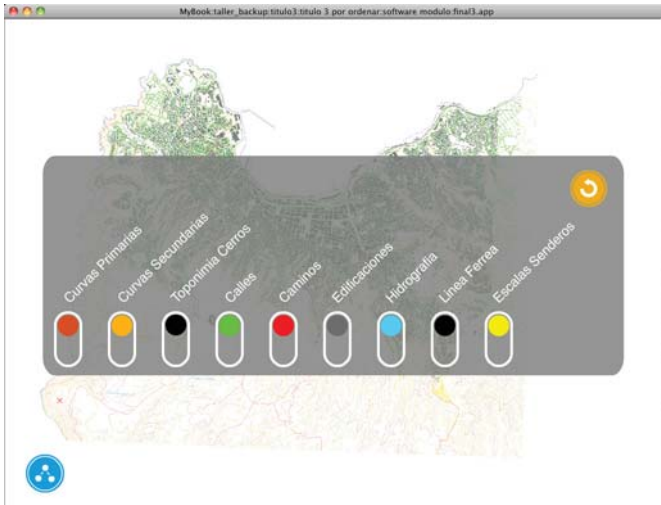 MyBook:taller_backup:titulo3:titulo 3 por ordenar:software modulo:final3.app
Curvas Primarias
Curvas Secundarias
Toponimia Cerros
Calles
Caminos
Edificaciones
Hidrografía
Linea Ferrea
Escalas Senderos